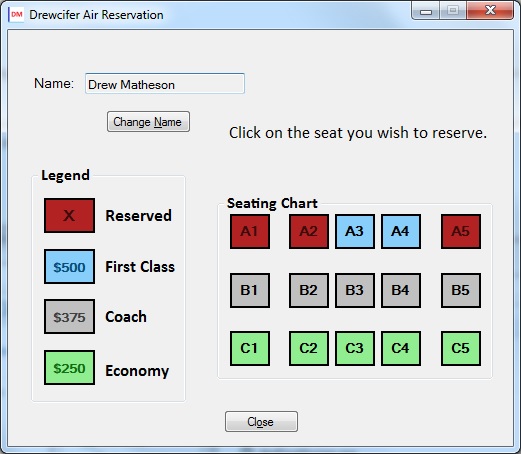 DM Drewcifer Air Reservation
Name: Drew Matheson
Change Name
Click on the seat you wish to reserve.
Legend
X Reserved
$500 First Class
$375 Coach
$250 Economy
Seating Chart
A1 A2 A3 A4 A5
B1 B2 B3 B4 B5
C1 C2 C3 C4 C5
Close